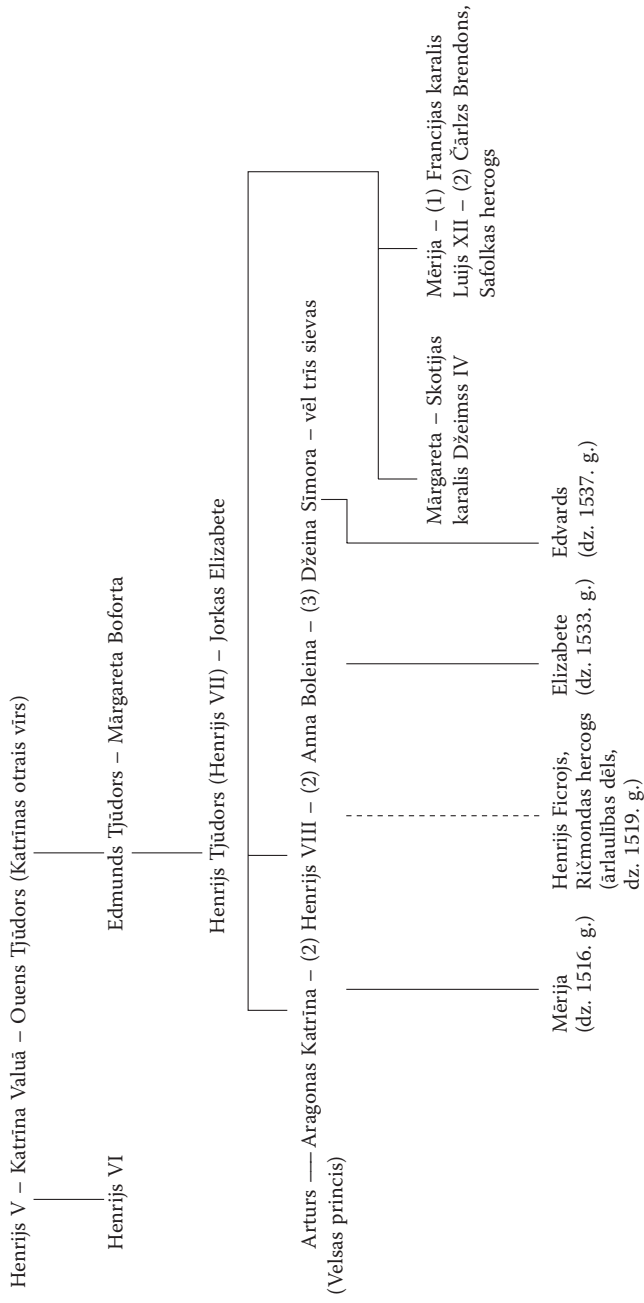 Henrijs V – Katrīna Valuā – Ouens Tjūdors (Katrīnas otrais vīrs)
Henrijs VI
Edmunds Tjūdors – Mārgareta Boforta
Henrijs Tjūdors (Henrijs VII) – Jorkas Elizabete
Arturs — Aragonas Katrīna – (2) Henrijs VIII – (2) Anna Boleina – (3) Džeina Sīmora – vēl trīs sievas
(Velsas princis)
Mārgareta – Skotijas
karalis Džeimss IV
Mērija – (1) Francijas karalis
Luijs XII – (2) Čārlzs Brendons,
Safolkas hercogs
Mērija
(dz. 1516. g.)
Henrijs Ficrojs,
Ričmondas hercogs
(ārlaulības dēls,
dz. 1519. g.)
Elizabete
(dz. 1533. g.)
Edvards
(dz. 1537. g.)